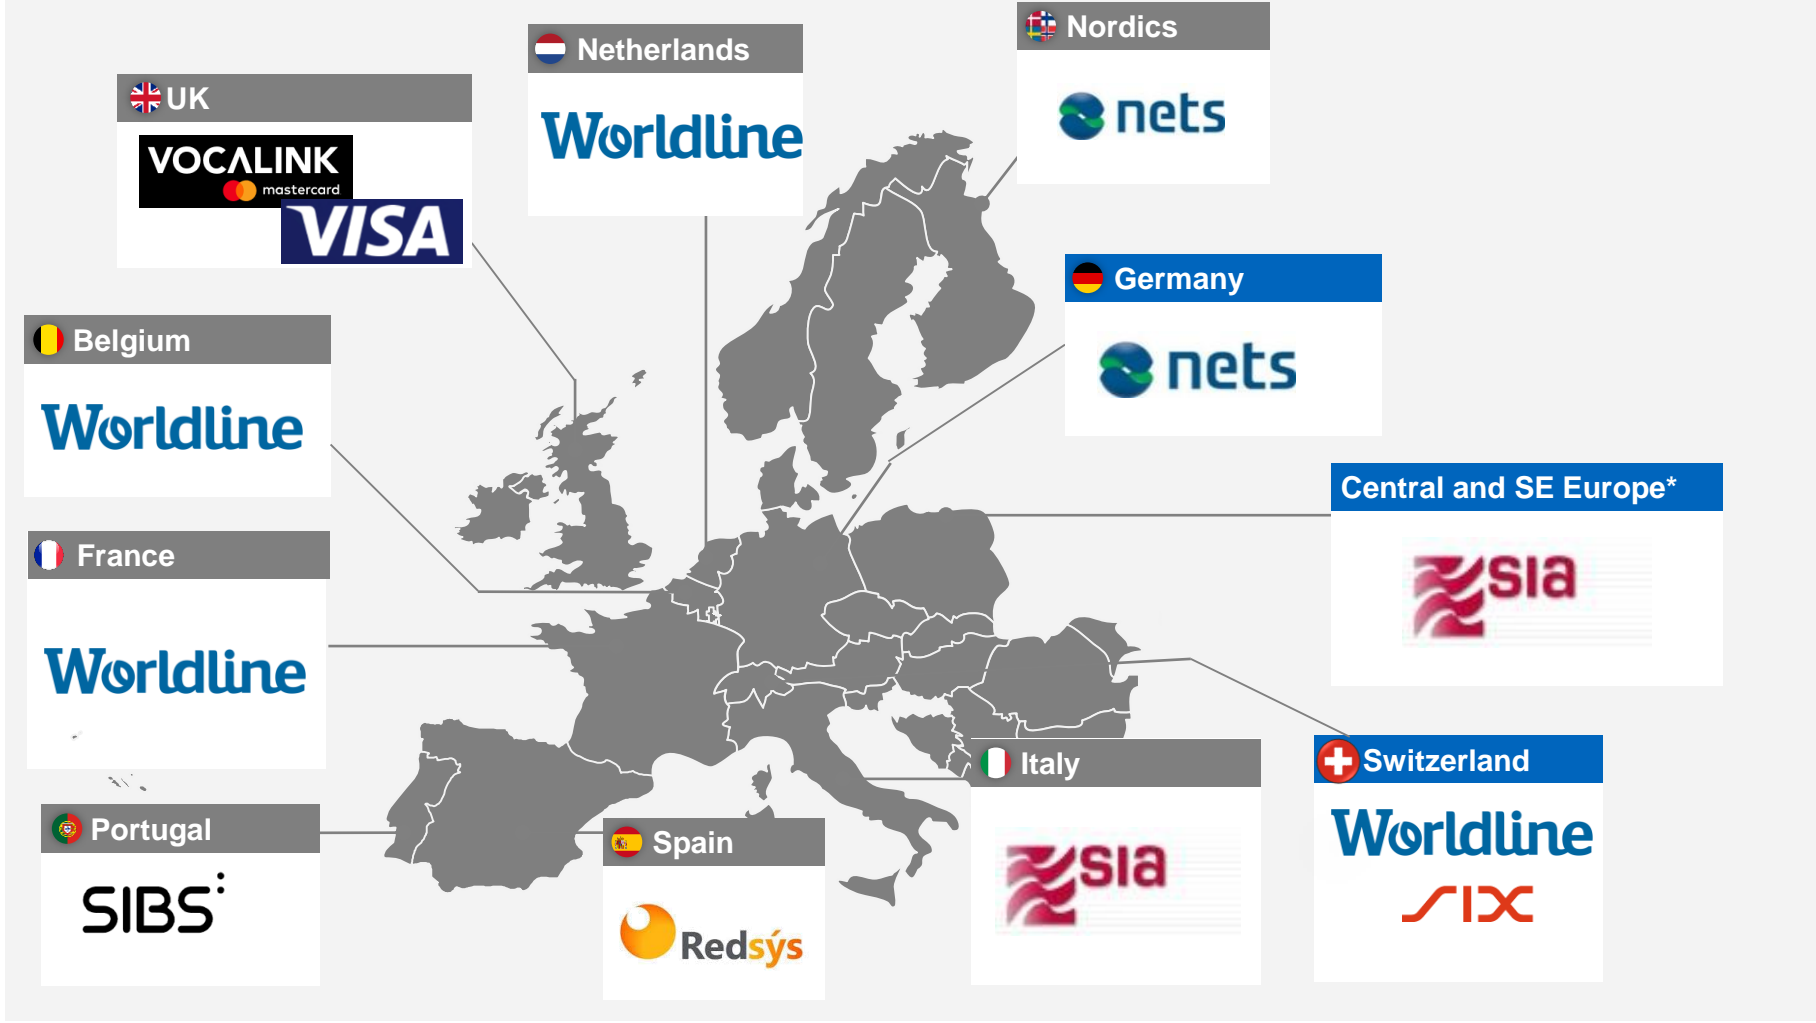 Nordics
nets
Netherlands
Worldline
UK
VOCALINK
mastercard
VISA
Germany
nets
Belgium
Worldline
Central and SE Europe*
sia
France
Worldline
Switzerland
Worldline
SIX
Italy
sia
Portugal
SIBS
Spain
Redsýs